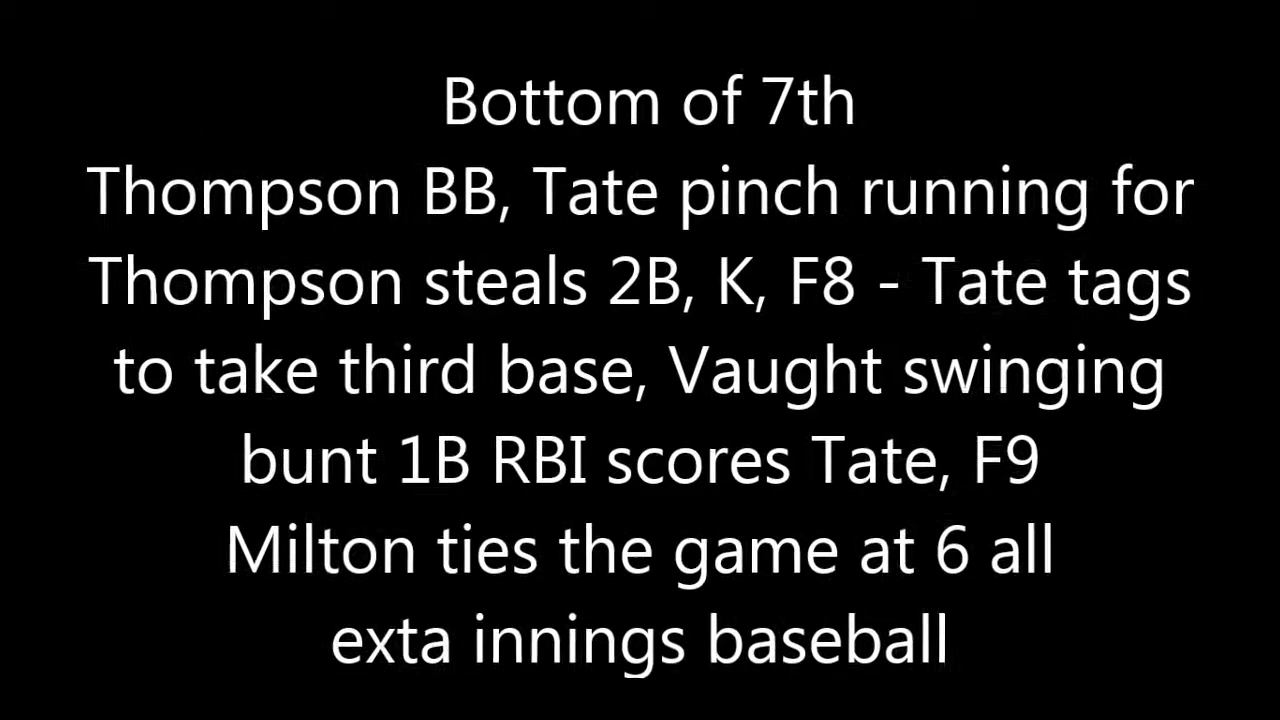 Bottom of 7th
Thompson BB, Tate pinch running for
Thompson steals 2B, K, F8 - Tate tags
to take third base, Vaught swinging
bunt 1B RBI scores Tate, F9
Milton ties the game at 6 all
exta innings baseball